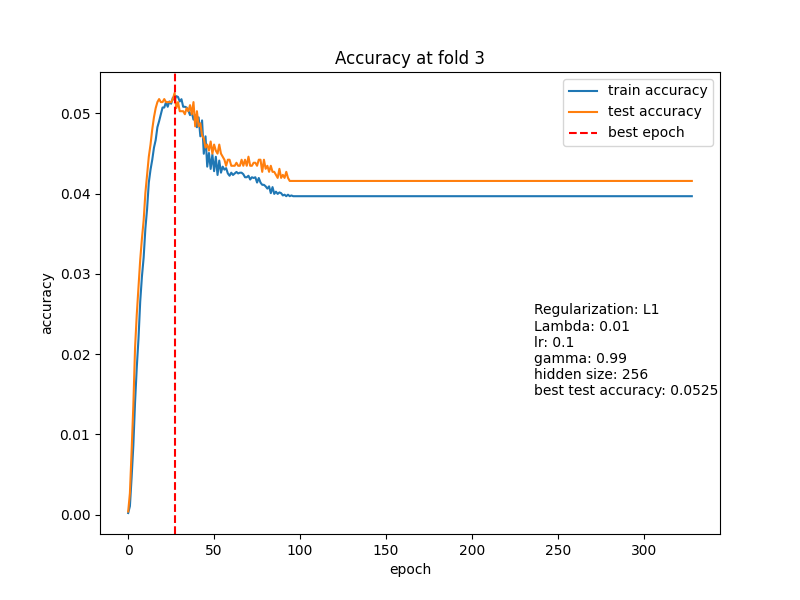 Accuracy at fold 3
train accuracy
test accuracy
best epoch
accuracy
0.05
0.04
0.03
0.02
0.01
0.00
Regularization: L1
Lambda: 0.01
lr: 0.1
gamma: 0.99
hidden size: 256
best test accuracy: 0.0525
0 50 100 150 200 250 300
epoch